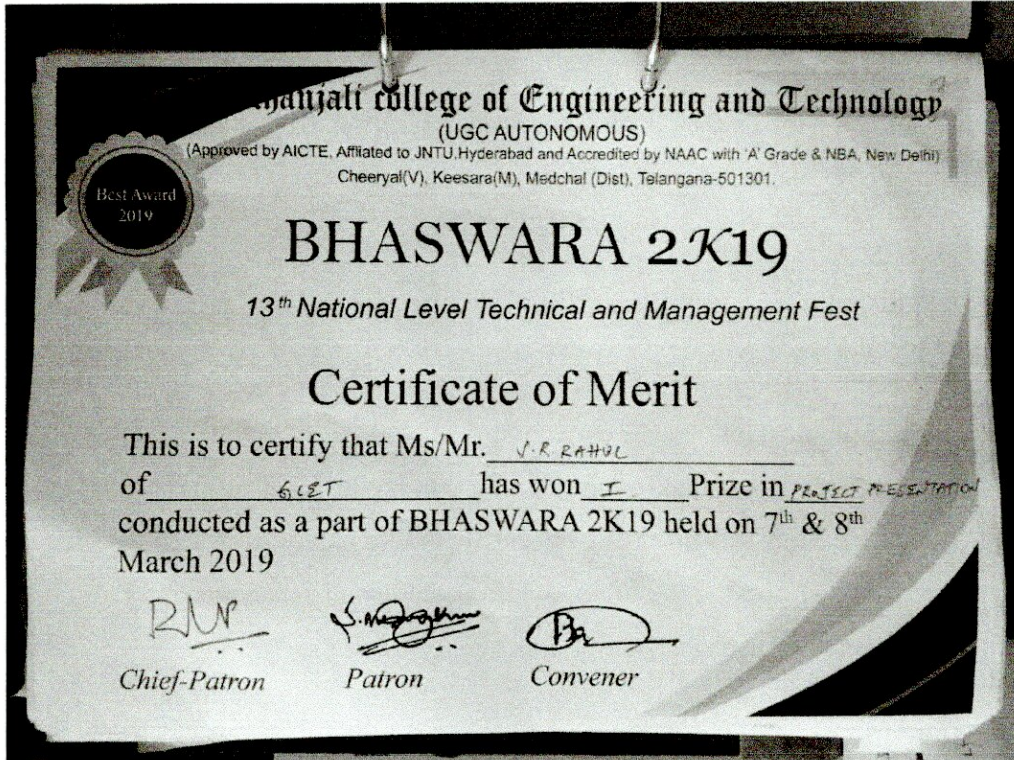 college of Engineering and Technology
(UGC AUTONOMOUS)
(Approved by AICTE, Affliated to JNTU,Hyderabad and Accredited by NAAC with 'A' Grade & NBA, New Delhi)
Cheeryal(V), Keesara(M), Medchal (Dist), Telangana-501301.
Best Award
2019
BHASWARA 2K19
13th National Level Technical and Management Fest
Certificate of Merit
This is to certify that Ms/Mr. V.R RAHUL
of GCET has won I Prize in PROJECT PRESENTATION
conducted as a part of BHASWARA 2K19 held on 7th & 8th
March 2019
Chief-Patron Patron Convener